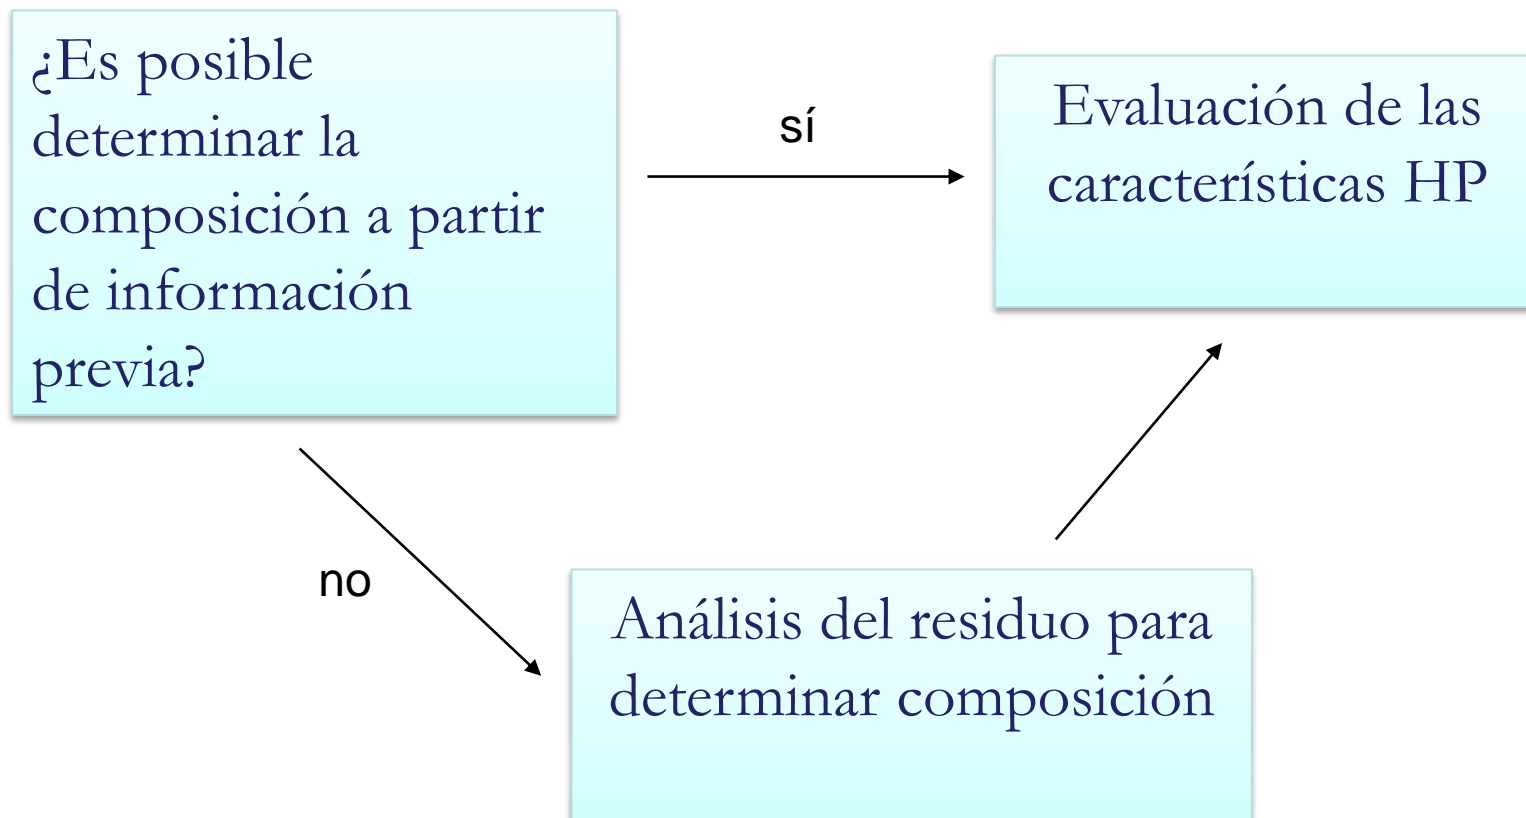 ¿Es posible
determinar la
composición a partir
de información
previa?
sí
Evaluación de las
características HP
no
Análisis del residuo para
determinar composición